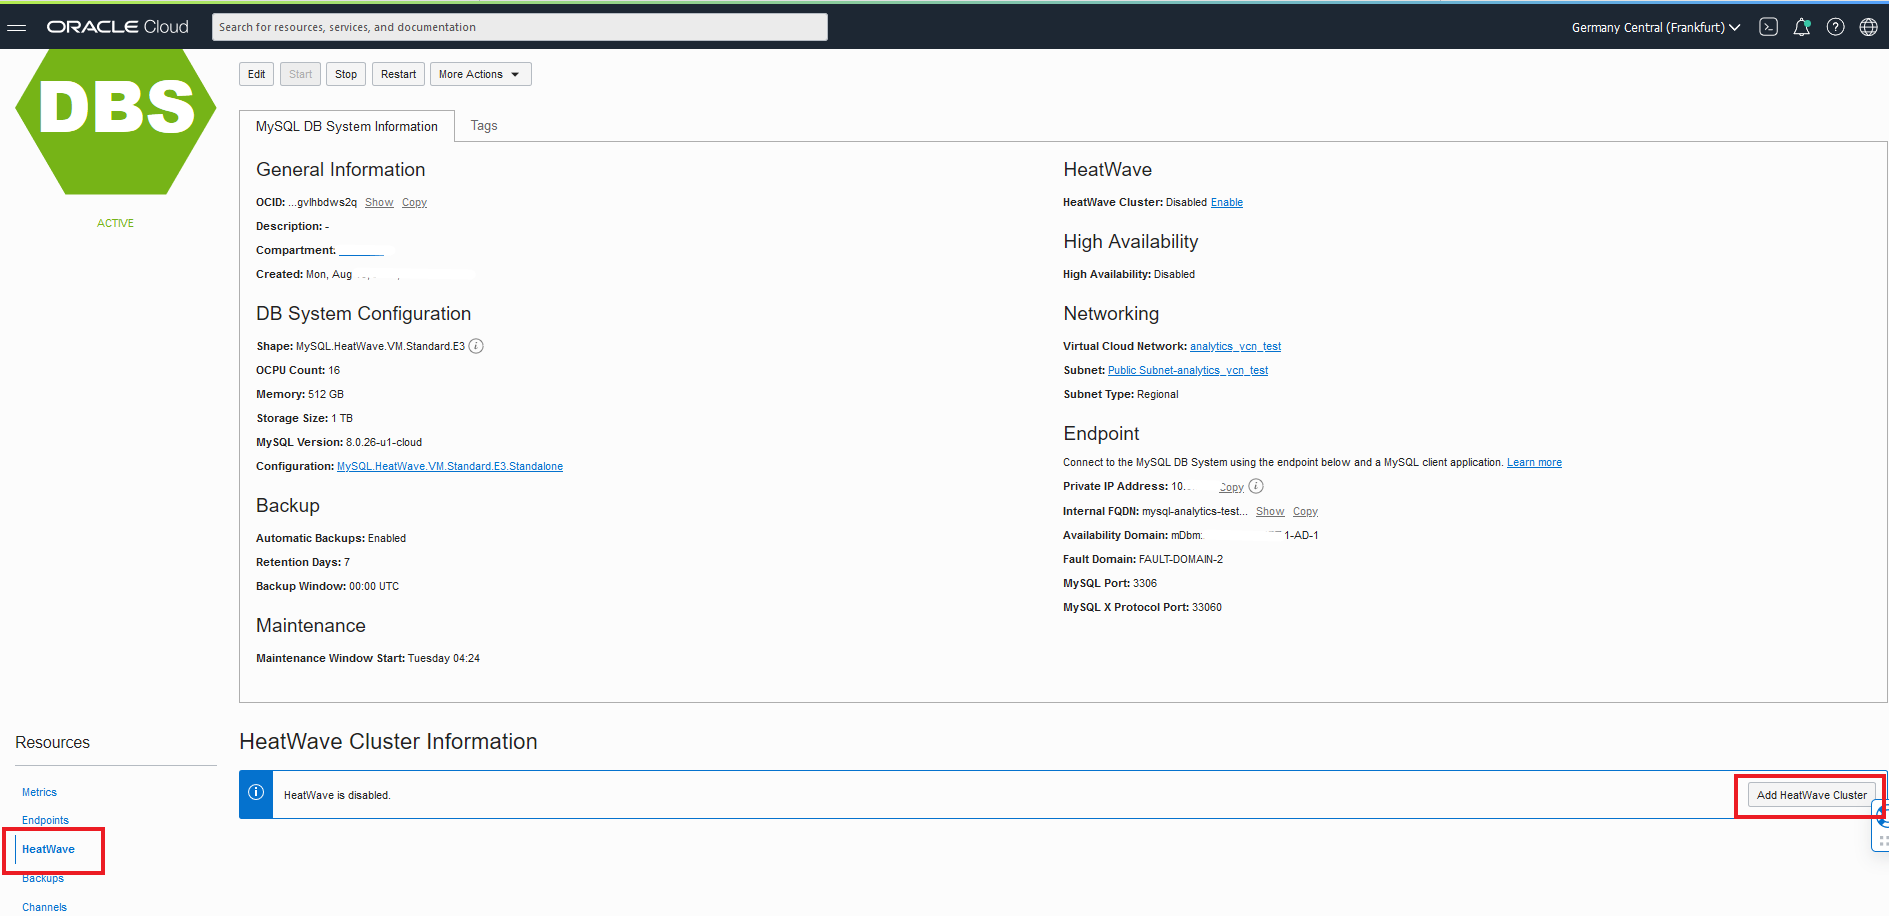 ORACLE Cloud
Search for resources, services, and documentation
Germany Central (Frankfurt)
DBS
ACTIVE
Edit
Start
Stop
Restart
More Actions
MySQL DB System Information
Tags
General Information
OCID: ...gvlhbdws2q Show Copy
Description: -
Compartment:
Created: Mon, Aug
DB System Configuration
Shape: MySQL.HeatWave.VM.Standard.E3
OCPU Count: 16
Memory: 512 GB
Storage Size: 1 TB
MySQL Version: 8.0.26-u1-cloud
Configuration: MySQL.HeatWave.VM.Standard.E3.Standalone
Backup
Automatic Backups: Enabled
Retention Days: 7
Backup Window: 00:00 UTC
Maintenance
Maintenance Window Start: Tuesday 04:24
HeatWave
HeatWave Cluster: Disabled Enable
High Availability
High Availability: Disabled
Networking
Virtual Cloud Network: analytics_vcn_test
Subnet: Public Subnet-analytics_vcn_test
Subnet Type: Regional
Endpoint
Connect to the MySQL DB System using the endpoint below and a MySQL client application. Learn more
Private IP Address: 10. Copy
Internal FQDN: mysql-analytics-test... Show Copy
Availability Domain: mDbm: 1-AD-1
Fault Domain: FAULT-DOMAIN-2
MySQL Port: 3306
MySQL X Protocol Port: 33060
Resources
Metrics
Endpoints
HeatWave
Backups
Channels
HeatWave Cluster Information
HeatWave is disabled.
Add HeatWave Cluster